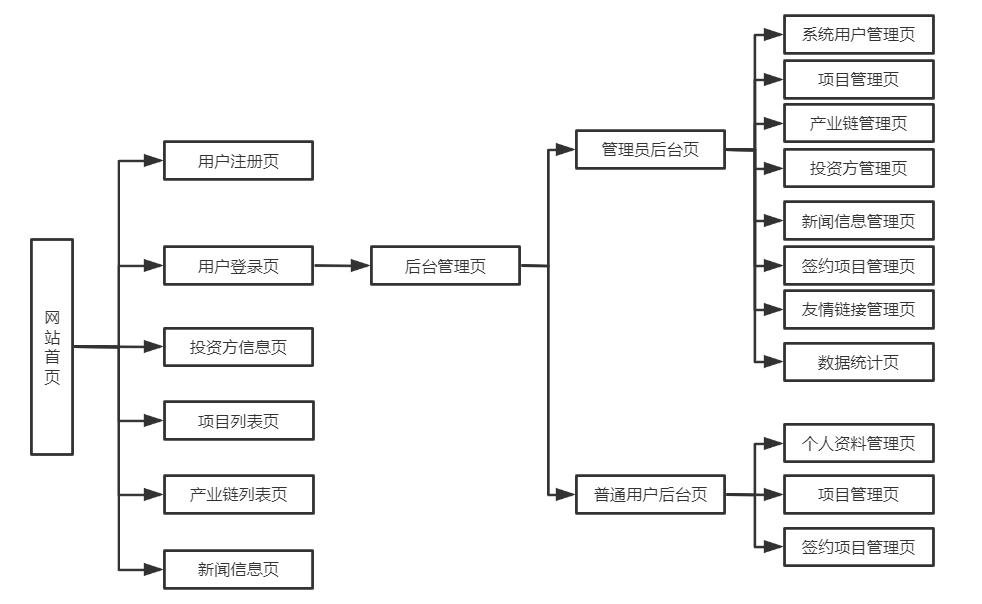 网站首页
用户注册页
用户登录页
投资方信息页
项目列表页
产业链列表页
新闻信息页
后台管理页
管理员后台页
普通用户后台页
系统用户管理页
项目管理页
产业链管理页
投资方管理页
新闻信息管理页
签约项目管理页
友情链接管理页
数据统计页
个人资料管理页
项目管理页
签约项目管理页